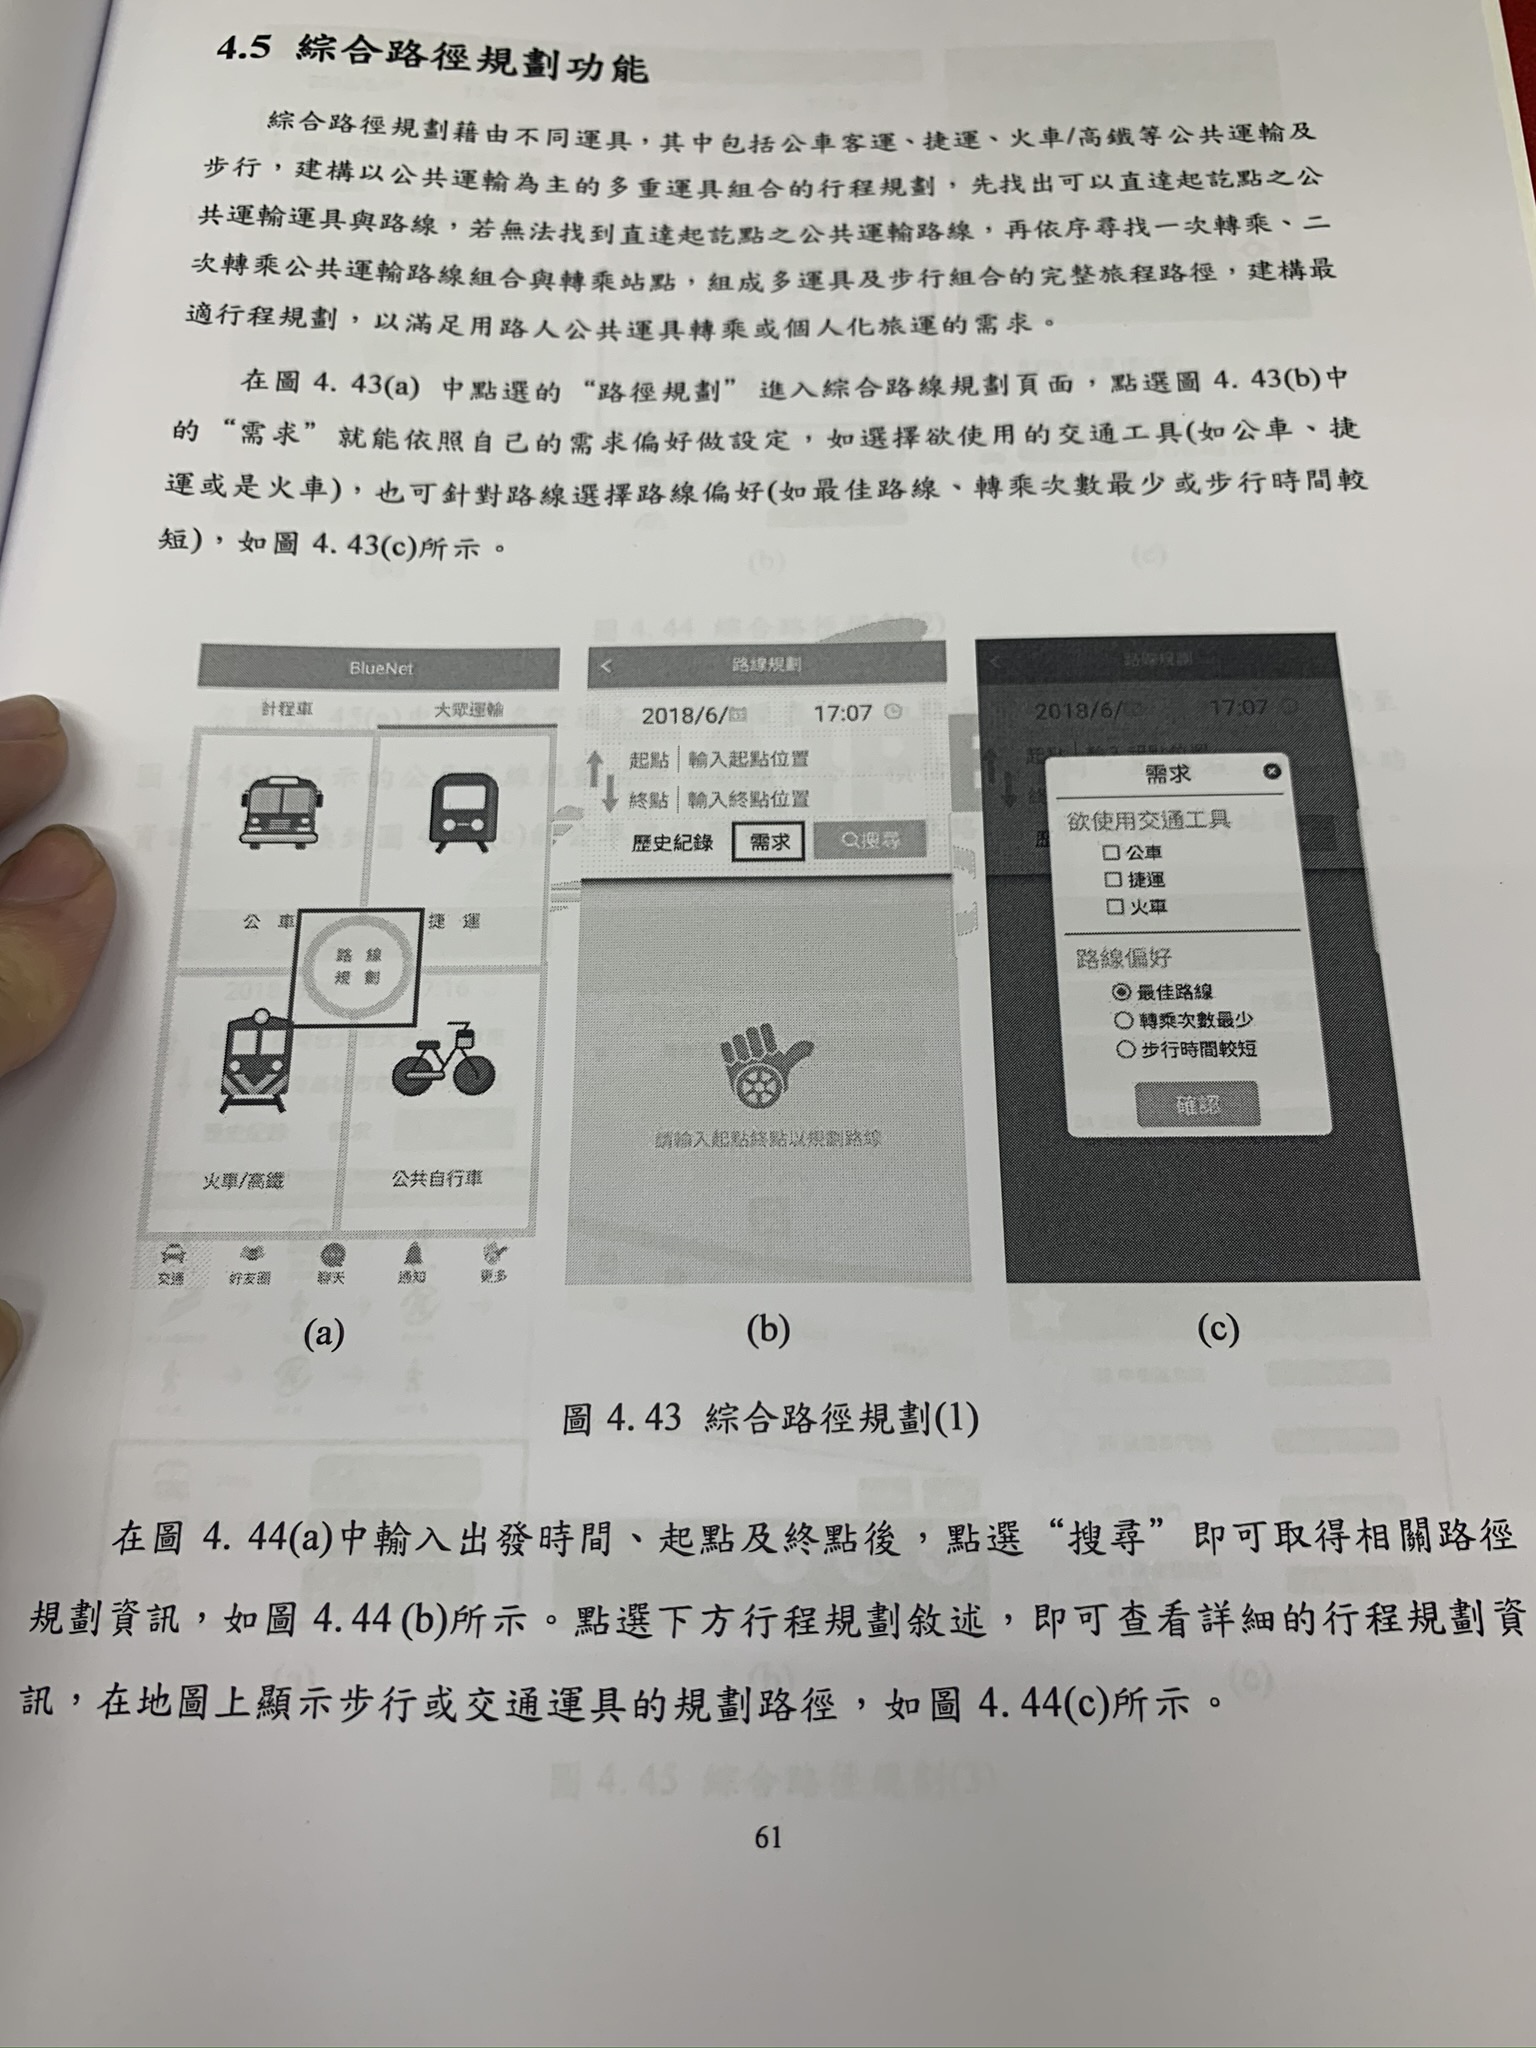 4.5 綜合路徑規劃功能
綜合路徑規劃藉由不同運具，其中包括公車客運、捷運、火車/高鐵等公共運輸及
步行，建構以公共運輸為主的多重運具組合的行程規劃，先找出可以直達起訖點之公
共運輸運具與路線，若無法找到直達起訖點之公共運輸路線，再依序尋找一次轉乘、二
次轉乘公共運輸路線組合與轉乘站點，組成多運具及步行組合的完整旅程路徑，建構最
適行程規劃，以滿足用路人公共運具轉乘或個人化旅運的需求。
在圖 4. 43(a) 中點選的 “路徑規劃” 進入綜合路線規劃頁面，點選圖 4. 43(b)中
的 “需求” 就能依照自己的需求偏好做設定，如選擇欲使用的交通工具(如公車、捷
運或是火車)，也可針對路線選擇路線偏好(如最佳路線、轉乘次數最少或步行時間較
短)，如圖 4. 43(c)所示。
BlueNet
計程車 大眾運輸
公 車 捷 運
路 線
規 劃
火車/高鐵 公共自行車
交通 好友圈 聊天 通知 更多
(a)
< 路線規劃
2018/6/ 17:07
起點 | 輸入起點位置
終點 | 輸入終點位置
歷史紀錄 需求 搜尋
請輸入起點終點以規劃路線
(b)
< 路線規劃
2018/6/ 17:07
起點 | 輸入起點位置
需求
欲使用交通工具
公車
捷運
火車
路線偏好
最佳路線
轉乘次數最少
步行時間較短
確認
(c)
圖 4. 43 綜合路徑規劃(1)
在圖 4. 44(a)中輸入出發時間、起點及終點後，點選 “搜尋” 即可取得相關路徑
規劃資訊，如圖 4. 44 (b)所示。點選下方行程規劃敘述，即可查看詳細的行程規劃資
訊，在地圖上顯示步行或交通運具的規劃路徑，如圖 4. 44(c)所示。
圖 4. 45 綜合路徑規劃(3)
61